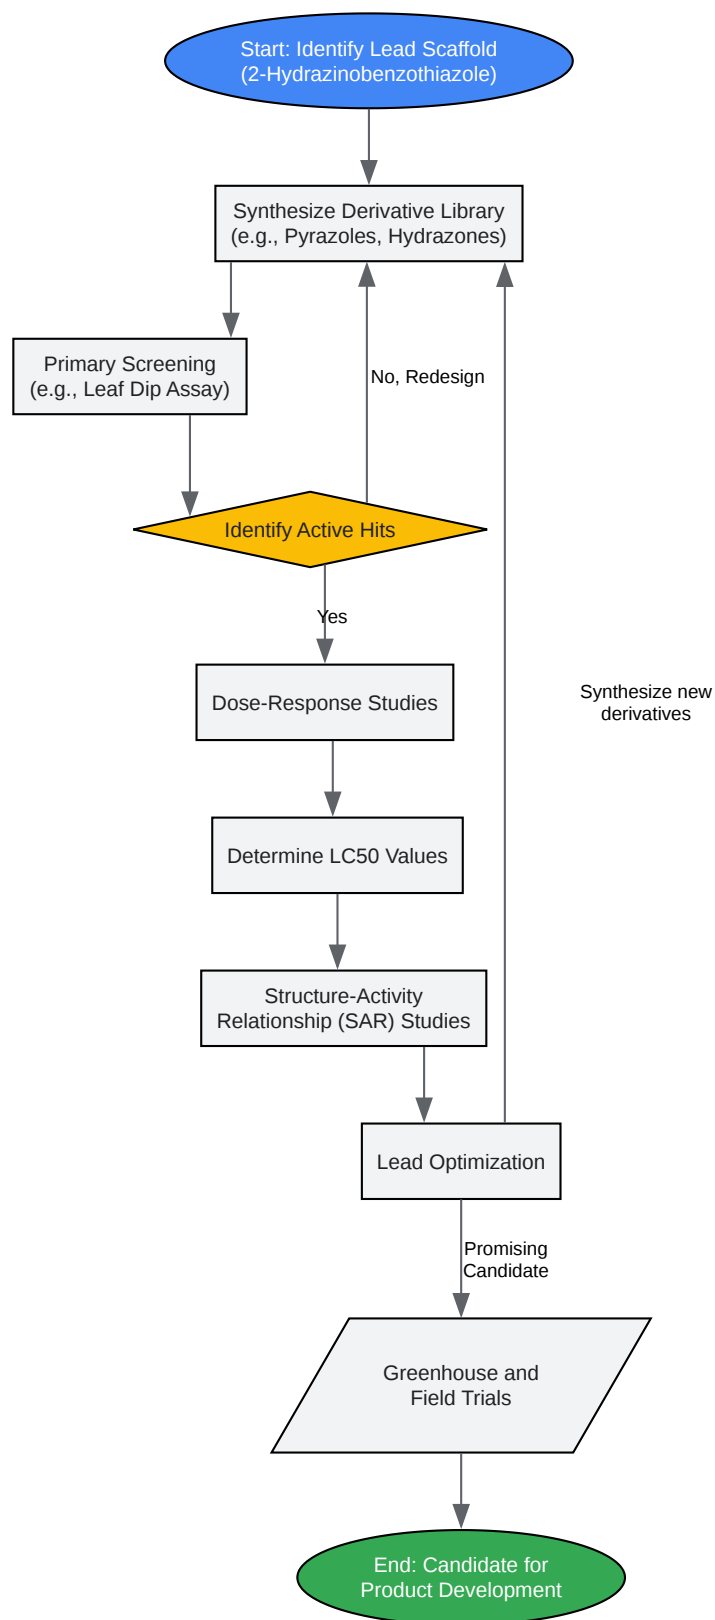 Start: Identify Lead Scaffold
(2-Hydrazinobenzothiazole)
Synthesize Derivative Library
(e.g., Pyrazoles, Hydrazones)
Primary Screening
(e.g., Leaf Dip Assay)
No, Redesign
Identify Active Hits
Yes
Dose-Response Studies
Synthesize new
derivatives
Determine LC50 Values
Structure-Activity
Relationship (SAR) Studies
Lead Optimization
Promising
Candidate
Greenhouse and
Field Trials
End: Candidate for
Product Development